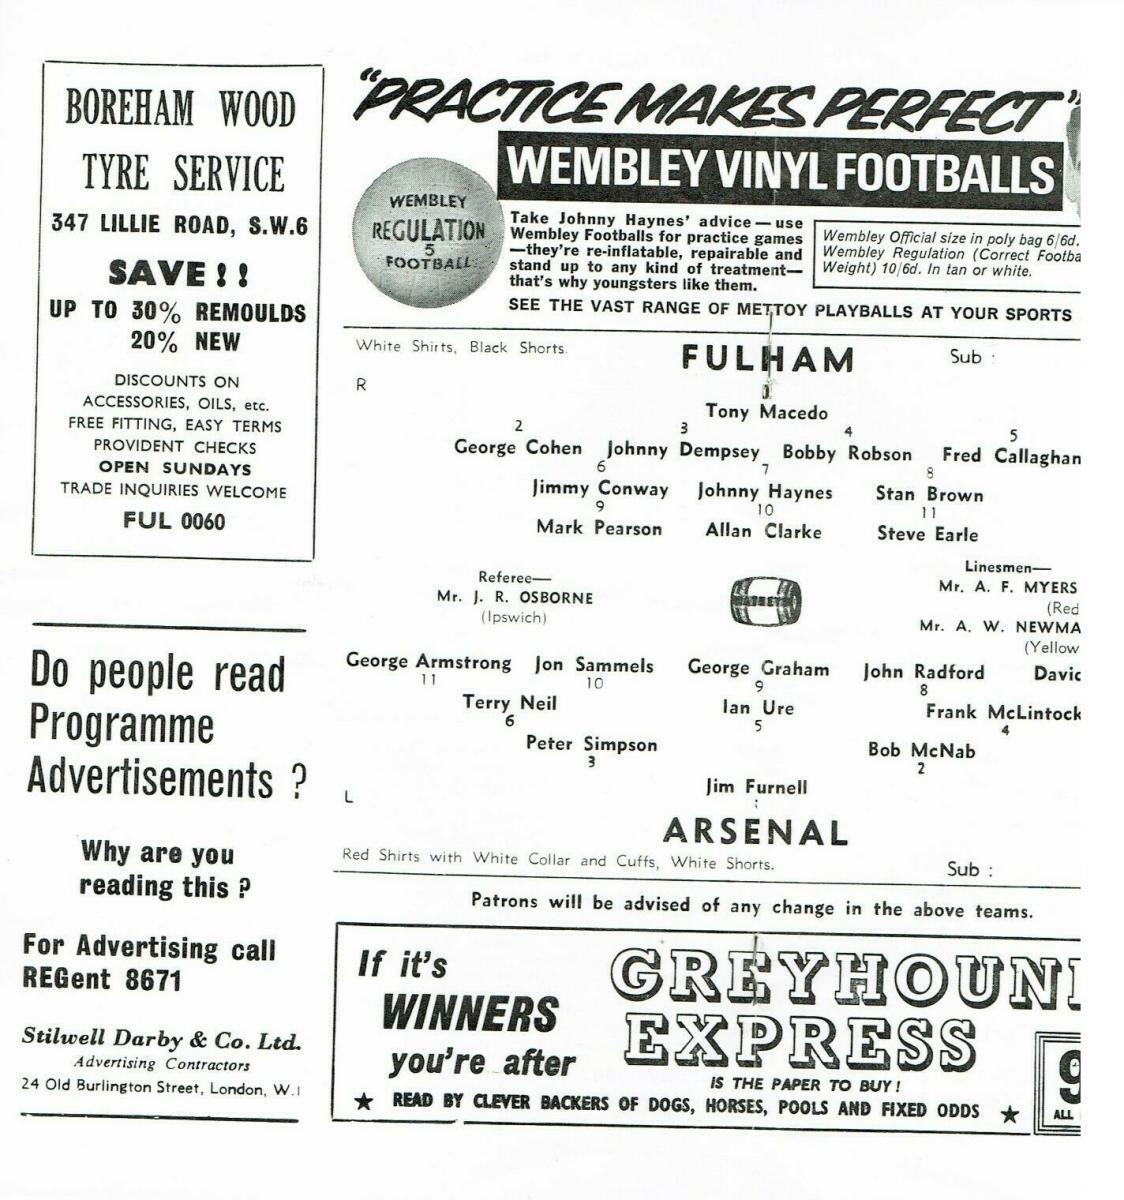 BOREHAM WOOD
TYRE SERVICE
347 LILLIE ROAD, S.W.6
SAVE ! !
UP TO 30% REMOULDS
20% NEW
DISCOUNTS ON
ACCESSORIES, OILS, etc.
FREE FITTING, EASY TERMS
PROVIDENT CHECKS
OPEN SUNDAYS
TRADE INQUIRIES WELCOME
FUL 0060
Do people read
Programme
Advertisements ?
Why are you
reading this ?
For Advertising call
REGent 8671
Stilwell Darby & Co. Ltd.
Advertising Contractors
24 Old Burlington Street, London, W.1
"PRACTICE MAKES PERFECT"
WEMBLEY VINYL FOOTBALLS
WEMBLEY
REGULATION
5
FOOTBALL
Take Johnny Haynes' advice — use
Wembley Footballs for practice games
—they're re-inflatable, repairable and
stand up to any kind of treatment—
that's why youngsters like them.
Wembley Official size in poly bag 6/6d.
Wembley Regulation (Correct Footba
Weight) 10/6d. In tan or white.
SEE THE VAST RANGE OF METTOY PLAYBALLS AT YOUR SPORTS
White Shirts, Black Shorts.
FULHAM
Sub :
R
Tony Macedo
2 3 4 5
George Cohen Johnny Dempsey Bobby Robson Fred Callaghan
6 7 8
Jimmy Conway Johnny Haynes Stan Brown
9 10 11
Mark Pearson Allan Clarke Steve Earle
Referee—
Mr. J. R. OSBORNE
(Ipswich)
WATNEYS
Linesmen—
Mr. A. F. MYERS
(Red
Mr. A. W. NEWMA
(Yellow
George Armstrong Jon Sammels George Graham John Radford Davic
11 10 9 8
Terry Neil Ian Ure Frank McLintock
6 5 4
Peter Simpson Bob McNab
3 2
Jim Furnell
L
ARSENAL
Red Shirts with White Collar and Cuffs, White Shorts.
Sub :
Patrons will be advised of any change in the above teams.
If it's
WINNERS
you're after
GREYHOUN
EXPRESS
IS THE PAPER TO BUY!
★ READ BY CLEVER BACKERS OF DOGS, HORSES, POOLS AND FIXED ODDS ★
9
ALL